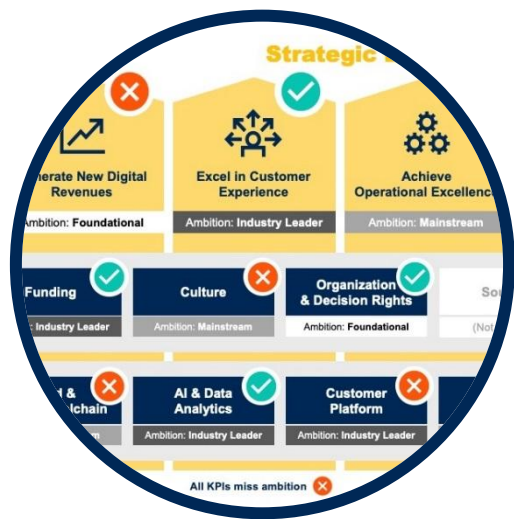 Strategic
erate New Digital
Revenues
Ambition: Foundational
Excel in Customer
Experience
Ambition: Industry Leader
Achieve
Operational Excellenc
Ambition: Mainstream
Funding
: Industry Leader
Culture
Ambition: Mainstream
Organization
& Decision Rights
Ambition: Foundational
So
(Not
d &
lchain
m
AI & Data
Analytics
Ambition: Industry Leader
Customer
Platform
Ambition: Industry Leader
All KPIs miss ambition